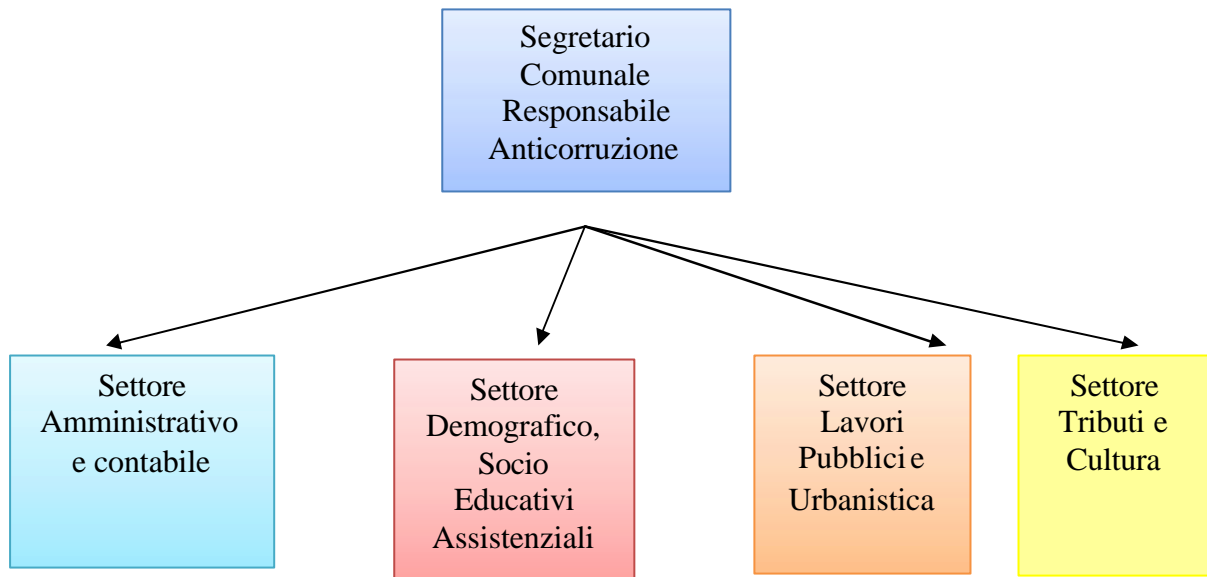 Segretario
Comunale
Responsabile
Anticorruzione
Settore
Amministrativo
e contabile
Settore
Demografico,
Socio
Educativi
Assistenziali
Settore
Lavori
Pubblici e
Urbanistica
Settore
Tributi e
Cultura